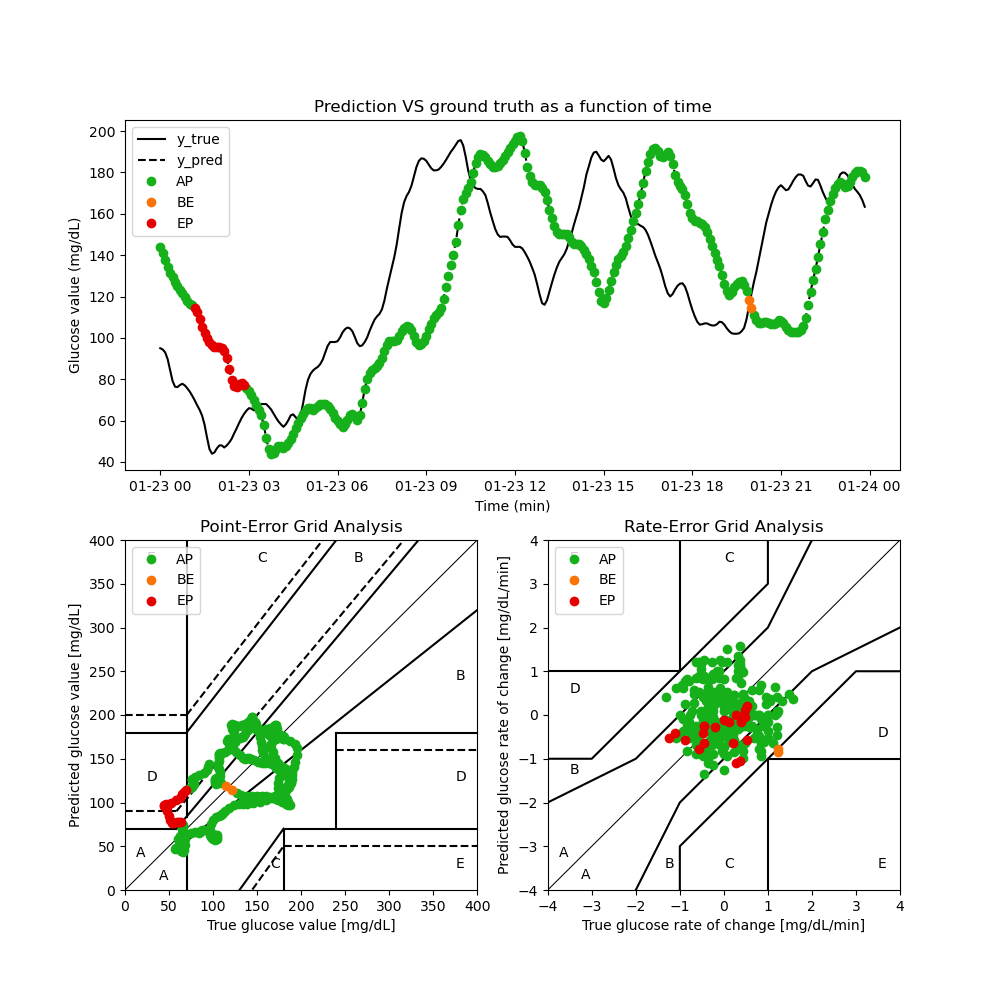 Prediction VS ground truth as a function of time
Glucose value (mg/dL)
200
180
160
140
120
100
80
60
40
y_true
y_pred
AP
BE
EP
01-23 00 01-23 03 01-23 06 01-23 09 01-23 12 01-23 15 01-23 18 01-23 21 01-24 00
Time (min)
Point-Error Grid Analysis
Predicted glucose value [mg/dL]
400
350
300
250
200
150
100
50
0
AP
BE
EP
C
B
B
D
D
A
A
C
E
0 50 100 150 200 250 300 350 400
True glucose value [mg/dL]
Rate-Error Grid Analysis
Predicted glucose rate of change [mg/dL/min]
4
3
2
1
0
−1
−2
−3
−4
AP
BE
EP
C
D
D
B
A
A
B
C
E
−4 −3 −2 −1 0 1 2 3 4
True glucose rate of change [mg/dL/min]